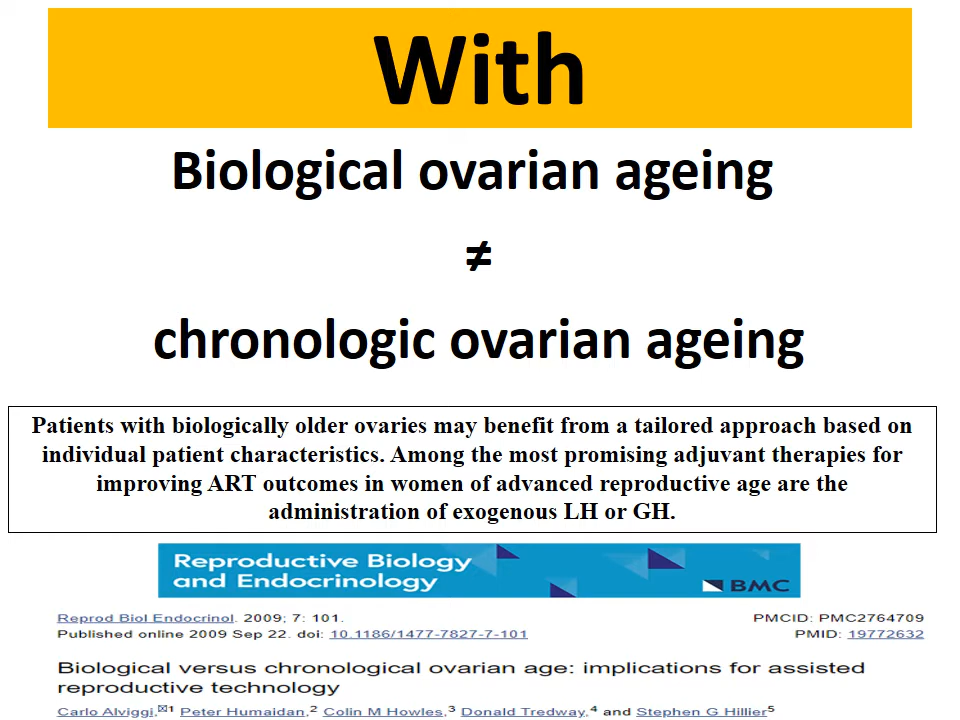 With
Biological ovarian ageing
≠
chronologic ovarian ageing
Patients with biologically older ovaries may benefit from a tailored approach based on
individual patient characteristics. Among the most promising adjuvant therapies for
improving ART outcomes in women of advanced reproductive age are the
administration of exogenous LH or GH.
Reproductive Biology
and Endocrinology
BMC
Reprod Biol Endocrinol. 2009; 7: 101.
PMCID: PMC2764709
Published online 2009 Sep 22. doi: 10.1186/1477-7827-7-101
PMID: 19772632
Biological versus chronological ovarian age: implications for assisted
reproductive technology
Carlo Alviggi,✉1 Peter Humaidan,2 Colin M Howles,3 Donald Tredway,4 and Stephen G Hillier5